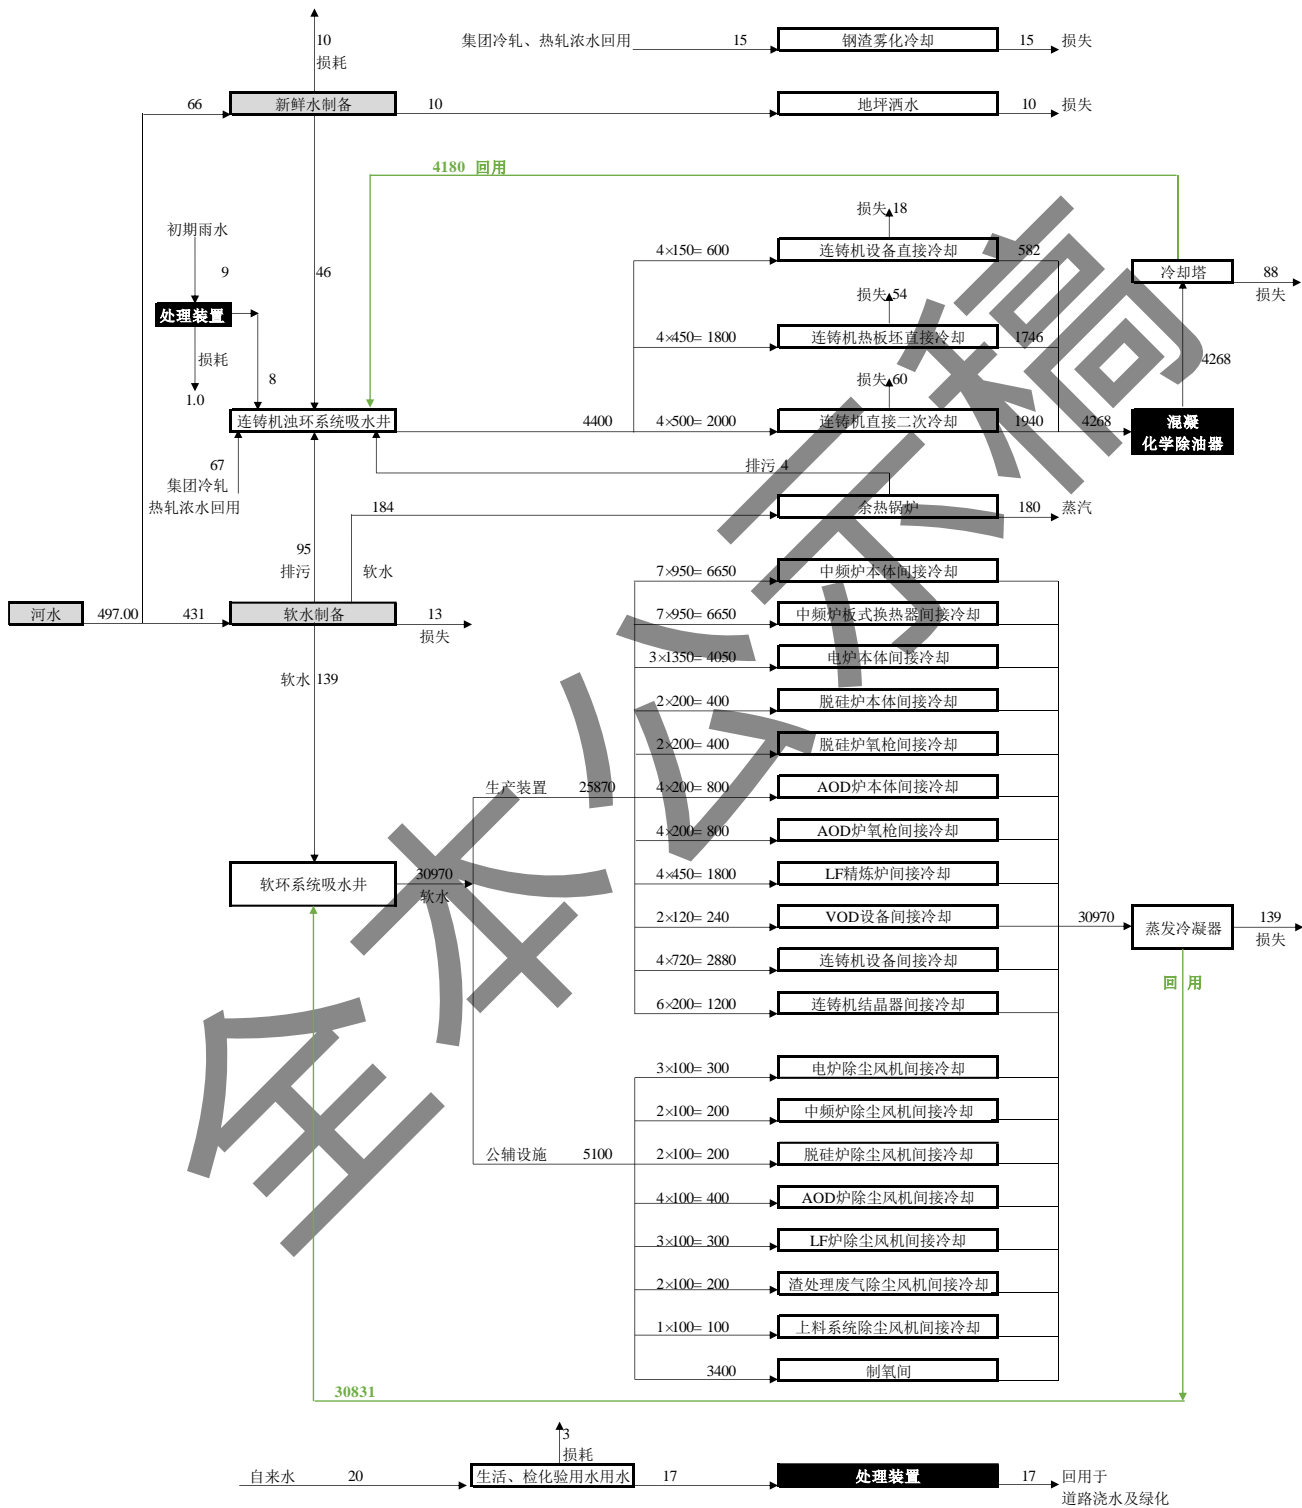 10
损耗
集团冷轧、热轧浓水回用
15
钢渣雾化冷却
15
损失
66
新鲜水制备
10
地坪洒水
10
损失
4180 回用
初期雨水
9
46
处理装置
损耗
1.0
8
损失 18
4×150= 600
连铸机设备直接冷却
582
冷却塔
88
损失
损失 54
4×450= 1800
连铸机热板坯直接冷却
1746
4268
损失 60
连铸机浊环系统吸水井
4400
4×500= 2000
连铸机直接二次冷却
1940
4268
混凝
化学除油器
67
集团冷轧
热轧浓水回用
排污 4
184
余热锅炉
180
蒸汽
95
排污
软水
河水
497.00
431
软水制备
13
损失
软水 139
7×950= 6650
中频炉本体间接冷却
7×950= 6650
中频炉板式换热器间接冷却
3×1350= 4050
电炉本体间接冷却
2×200= 400
脱硅炉本体间接冷却
2×200= 400
脱硅炉氧枪间接冷却
生产装置
25870
4×200= 800
AOD炉本体间接冷却
4×200= 800
AOD炉氧枪间接冷却
软环系统吸水井
30970
软水
4×450= 1800
LF精炼炉间接冷却
2×120= 240
VOD设备间接冷却
30970
蒸发冷凝器
139
损失
4×720= 2880
连铸机设备间接冷却
回 用
6×200= 1200
连铸机结晶器间接冷却
3×100= 300
电炉除尘风机间接冷却
2×100= 200
中频炉除尘风机间接冷却
公辅设施
5100
2×100= 200
脱硅炉除尘风机间接冷却
4×100= 400
AOD炉除尘风机间接冷却
3×100= 300
LF炉除尘风机间接冷却
2×100= 200
渣处理废气除尘风机间接冷却
1×100= 100
上料系统除尘风机间接冷却
3400
制氧间
30831
3
损耗
自来水
20
生活、检化验用水用水
17
处理装置
17
回用于
道路浇水及绿化
全本公示稿